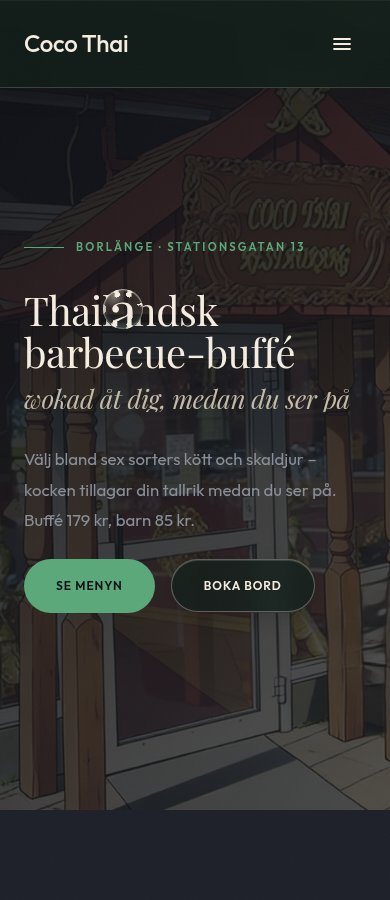 Coco Thai
COCO THAI
BORLÄNGE · STATIONSGATAN 13
Thailändsk
barbecue-buffé
wokad åt dig, medan du ser på
Välj bland sex sorters kött och skaldjur –
kocken tillagar din tallrik medan du ser på.
Buffé 179 kr, barn 85 kr.
SE MENYN
BOKA BORD